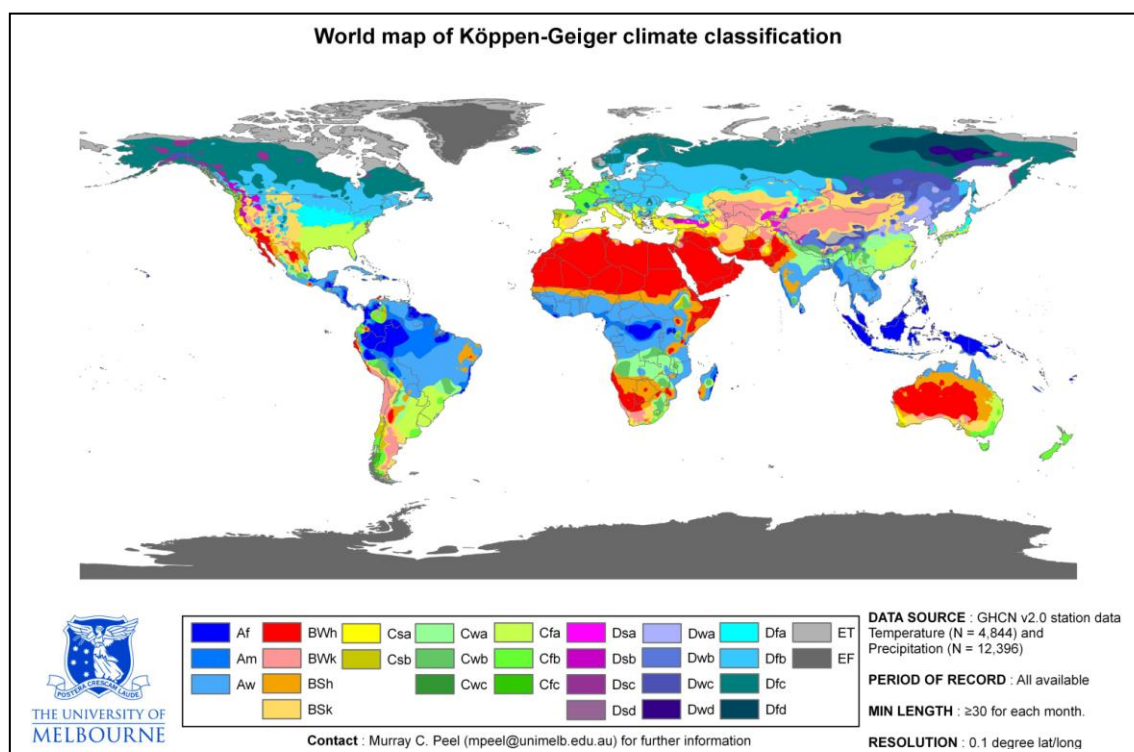 World map of Köppen-Geiger climate classification
POSTERA CRESCAM LAUDE
THE UNIVERSITY OF
MELBOURNE
Af BWh Csa Cwa Cfa Dsa Dwa Dfa ET
Am BWk Csb Cwb Cfb Dsb Dwb Dfb EF
Aw BSh Cwc Cfc Dsc Dwc Dfc
BSk Dsd Dwd Dfd
Contact : Murray C. Peel (mpeel@unimelb.edu.au) for further information
DATA SOURCE : GHCN v2.0 station data
Temperature (N = 4,844) and
Precipitation (N = 12,396)
PERIOD OF RECORD : All available
MIN LENGTH : ≥30 for each month.
RESOLUTION : 0.1 degree lat/long